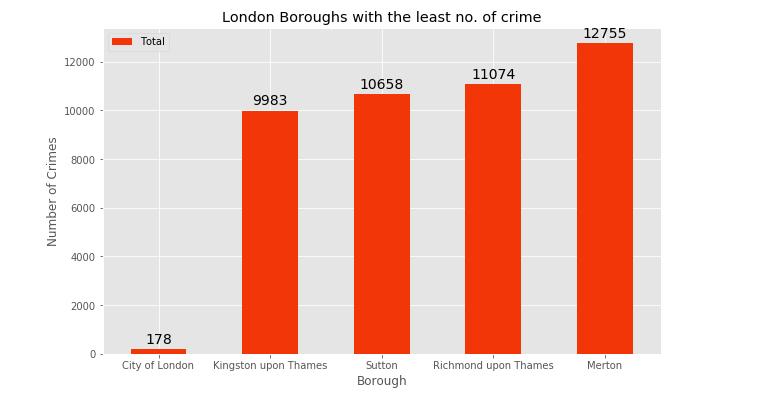 London Boroughs with the least no. of crime
Total
12755
11074
10658
9983
178
12000
10000
8000
6000
4000
2000
0
Number of Crimes
City of London
Kingston upon Thames
Sutton
Richmond upon Thames
Merton
Borough